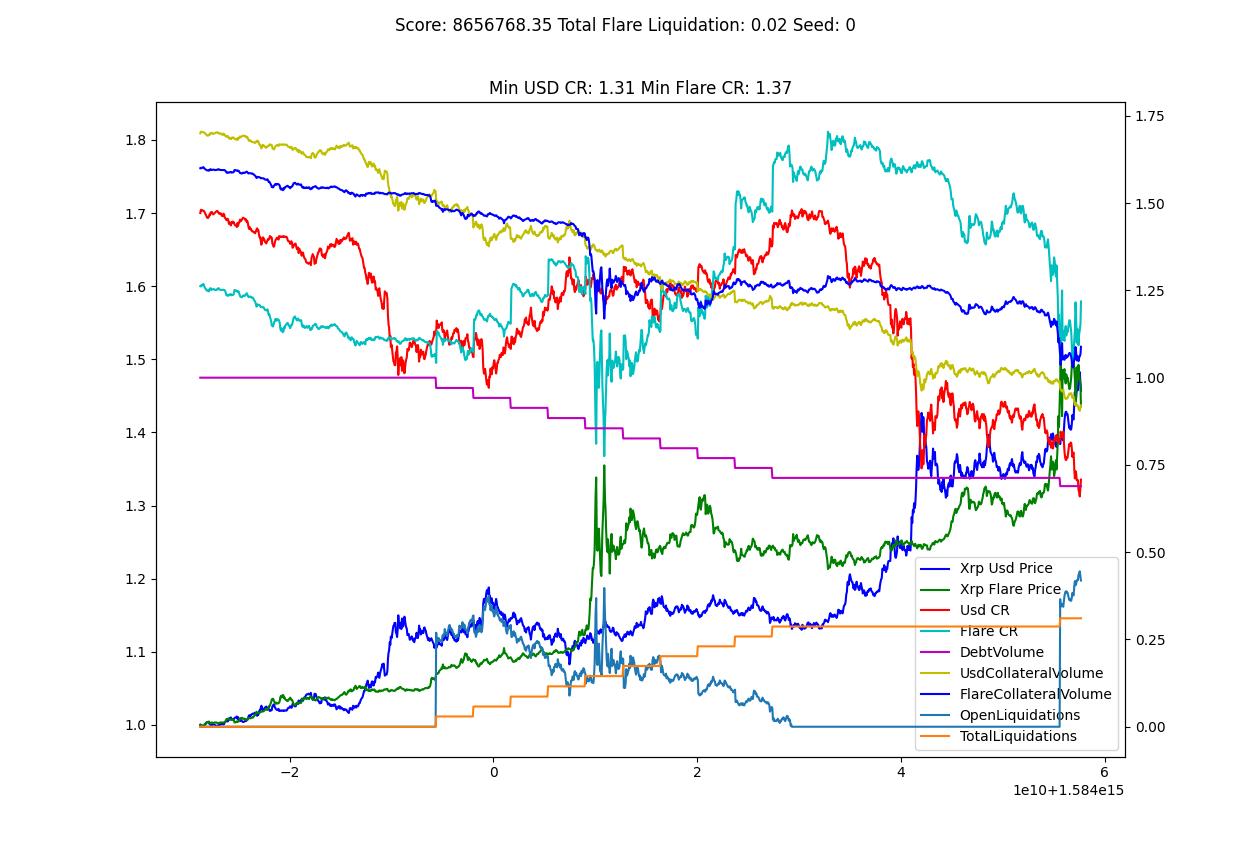 Score: 8656768.35 Total Flare Liquidation: 0.02 Seed: 0
Min USD CR: 1.31 Min Flare CR: 1.37
1.8
1.7
1.6
1.5
1.4
1.3
1.2
1.1
1.0
1.75
1.50
1.25
1.00
0.75
0.50
0.25
0.00
Xrp Usd Price
Xrp Flare Price
Usd CR
Flare CR
DebtVolume
UsdCollateralVolume
FlareCollateralVolume
OpenLiquidations
TotalLiquidations
−2 0 2 4 6
1e10+1.584e15